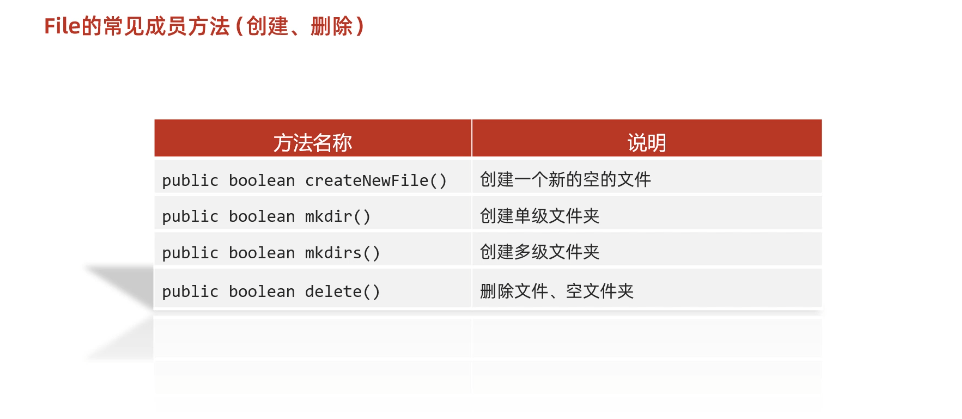 File的常见成员方法(创建、删除)
方法名称 说明
public boolean createNewFile() 创建一个新的空的文件
public boolean mkdir() 创建单级文件夹
public boolean mkdirs() 创建多级文件夹
public boolean delete() 删除文件、空文件夹